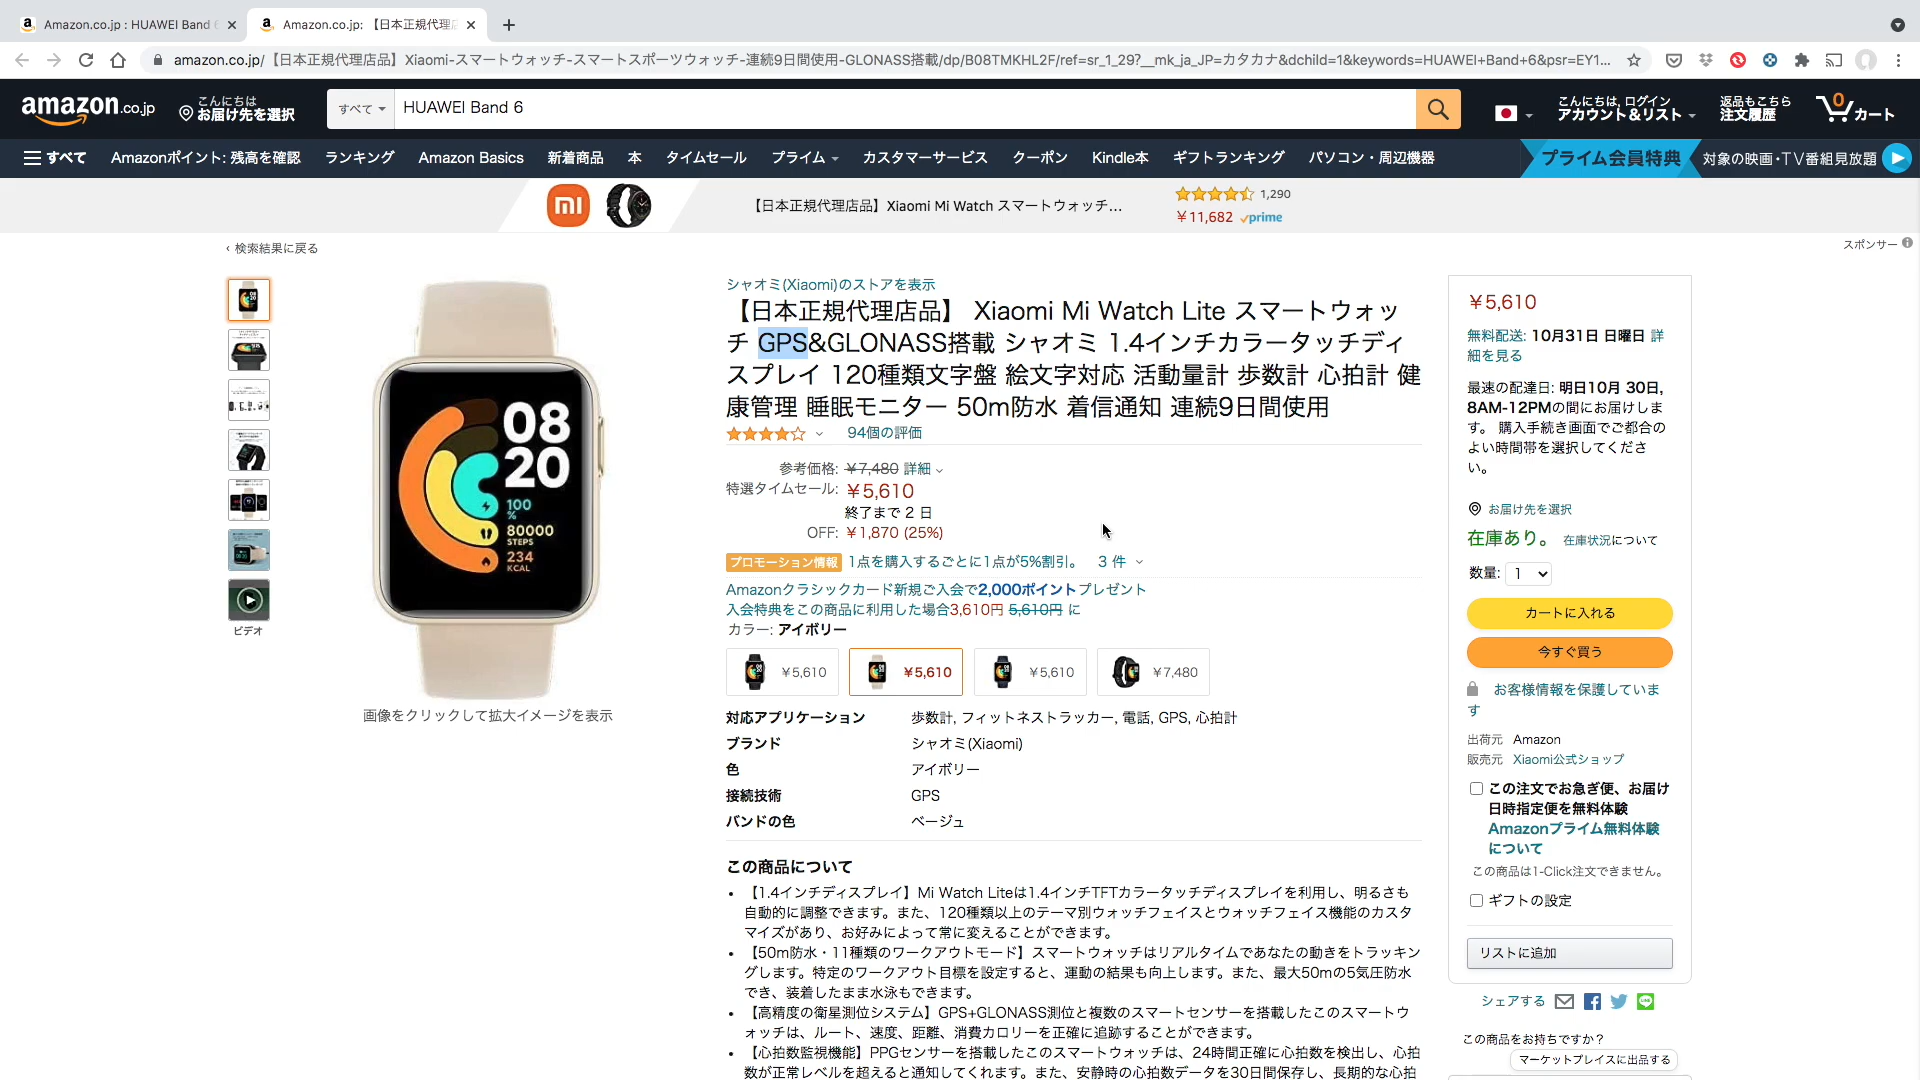 Amazon.co.jp : HUAWEI Band 6
Amazon.co.jp: 【日本正規代理店
amazon.co.jp/【日本正規代理店品】Xiaomi-スマートウォッチ-スマートスポーツウォッチ-連続9日間使用-GLONASS搭載/dp/B08TMKHL2F/ref=sr_1_29?__mk_ja_JP=カタカナ&dchild=1&keywords=HUAWEI+Band+6&psr=EY1...
amazon.co.jp
こんにちは
お届け先を選択
すべて
HUAWEI Band 6
こんにちは, ログイン
アカウント&リスト
返品もこちら
注文履歴
0
カート
すべて
Amazonポイント: 残高を確認
ランキング
Amazon Basics
新着商品
本
タイムセール
プライム
カスタマーサービス
クーポン
Kindle本
ギフトランキング
パソコン・周辺機器
プライム会員特典
対象の映画・TV番組見放題
mi
【日本正規代理店品】Xiaomi Mi Watch スマートウォッチ...
1,290
¥11,682 prime
‹ 検索結果に戻る
スポンサー
シャオミ(Xiaomi)のストアを表示
【日本正規代理店品】 Xiaomi Mi Watch Lite スマートウォッ
チ GPS&GLONASS搭載 シャオミ 1.4インチカラータッチディ
スプレイ 120種類文字盤 絵文字対応 活動量計 歩数計 心拍計 健
康管理 睡眠モニター 50m防水 着信通知 連続9日間使用
94個の評価
参考価格: ¥7,480 詳細
特選タイムセール: ¥5,610
終了まで 2 日
OFF: ¥1,870 (25%)
プロモーション情報 1点を購入するごとに1点が5%割引。 3 件
Amazonクラシックカード新規ご入会で2,000ポイントプレゼント
入会特典をこの商品に利用した場合3,610円 5,610円 に
カラー: アイボリー
¥5,610
¥5,610
¥5,610
¥7,480
対応アプリケーション 歩数計, フィットネストラッカー, 電話, GPS, 心拍計
ブランド シャオミ(Xiaomi)
色 アイボリー
接続技術 GPS
バンドの色 ベージュ
この商品について
• 【1.4インチディスプレイ】Mi Watch Liteは1.4インチTFTカラータッチディスプレイを利用し、明るさも
自動的に調整できます。また、120種類以上のテーマ別ウォッチフェイスとウォッチフェイス機能のカスタ
マイズがあり、お好みによって常に変えることができます。
• 【50m防水・11種類のワークアウトモード】スマートウォッチはリアルタイムであなたの動きをトラッキン
グします。特定のワークアウト目標を設定すると、運動の結果も向上します。また、最大50mの5気圧防水
でき、装着したまま水泳もできます。
• 【高精度の衛星測位システム】GPS+GLONASS測位と複数のスマートセンサーを搭載したこのスマートウ
ォッチは、ルート、速度、距離、消費カロリーを正確に追跡することができます。
• 【心拍数監視機能】PPGセンサーを搭載したこのスマートウォッチは、24時間正確に心拍数を検出し、心拍
数が正常レベルを超えると通知してくれます。また、安静時の心拍数データを30日間保存し、長期的な心拍
08
20
100
%
80000
STEPS
234
KCAL
ビデオ
画像をクリックして拡大イメージを表示
¥5,610
無料配送: 10月31日 日曜日 詳
細を見る
最速の配達日: 明日10月 30日,
8AM-12PMの間にお届けしま
す。 購入手続き画面でご都合の
よい時間帯を選択してくださ
い。
お届け先を選択
在庫あり。 在庫状況について
数量: 1
カートに入れる
今すぐ買う
お客様情報を保護していま
す
出荷元 Amazon
販売元 Xiaomi公式ショップ
この注文でお急ぎ便、お届け
日時指定便を無料体験
Amazonプライム無料体験
について
この商品は1-Click注文できません。
ギフトの設定
リストに追加
シェアする
この商品をお持ちですか？
マーケットプレイスに出品する